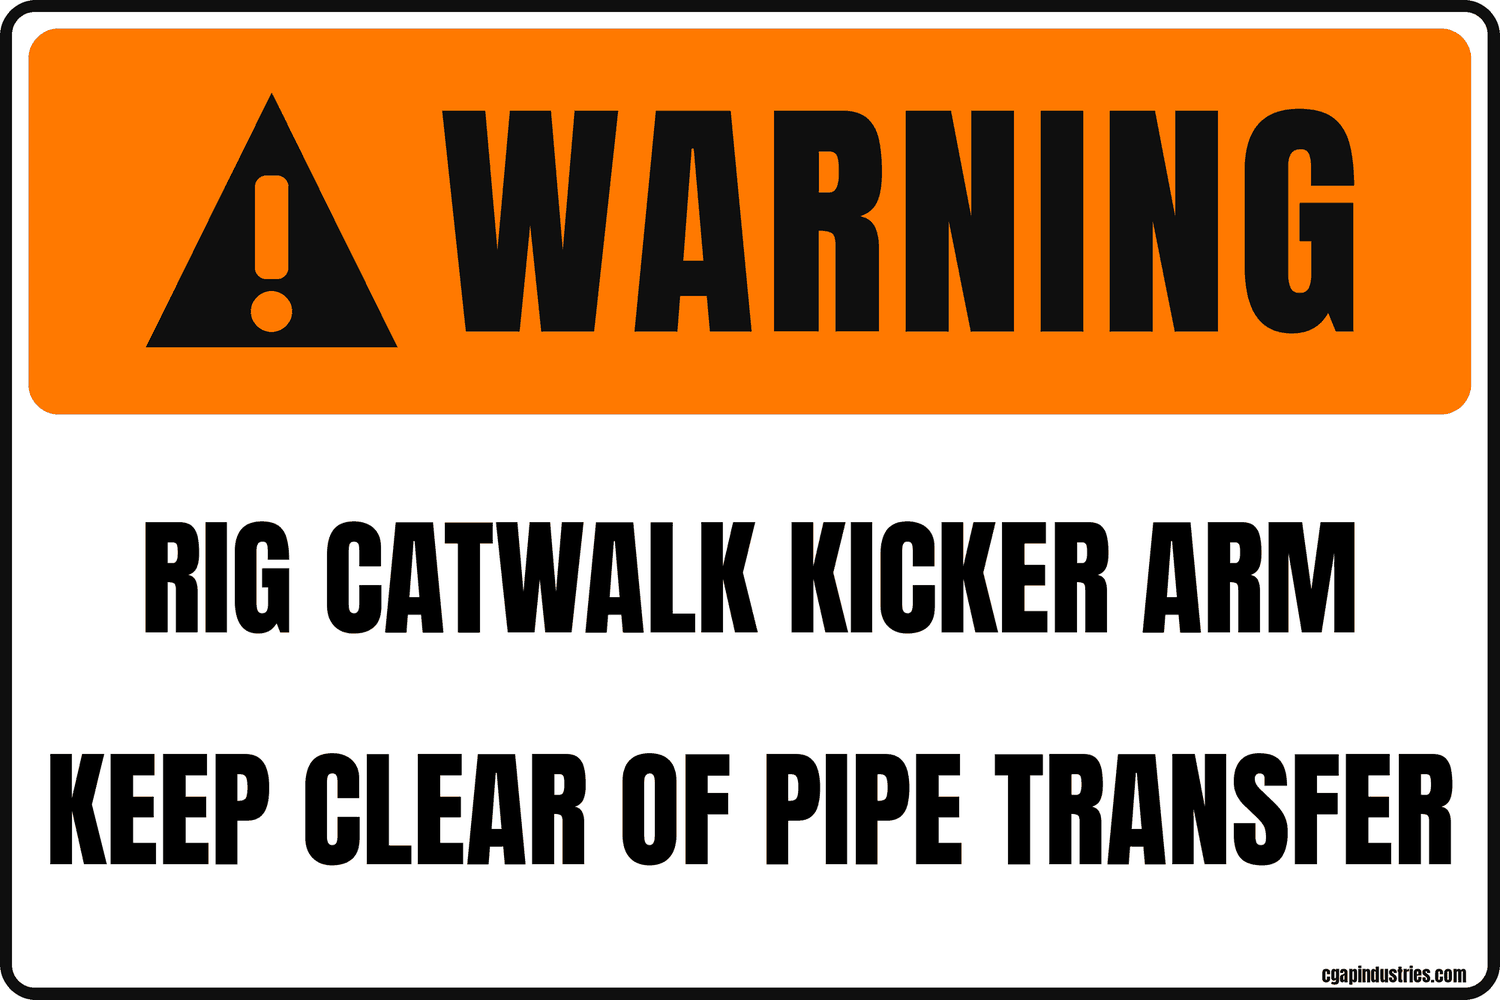 WARNING
RIG CATWALK KICKER ARM
KEEP CLEAR OF PIPE TRANSFER
cgapindustries.com